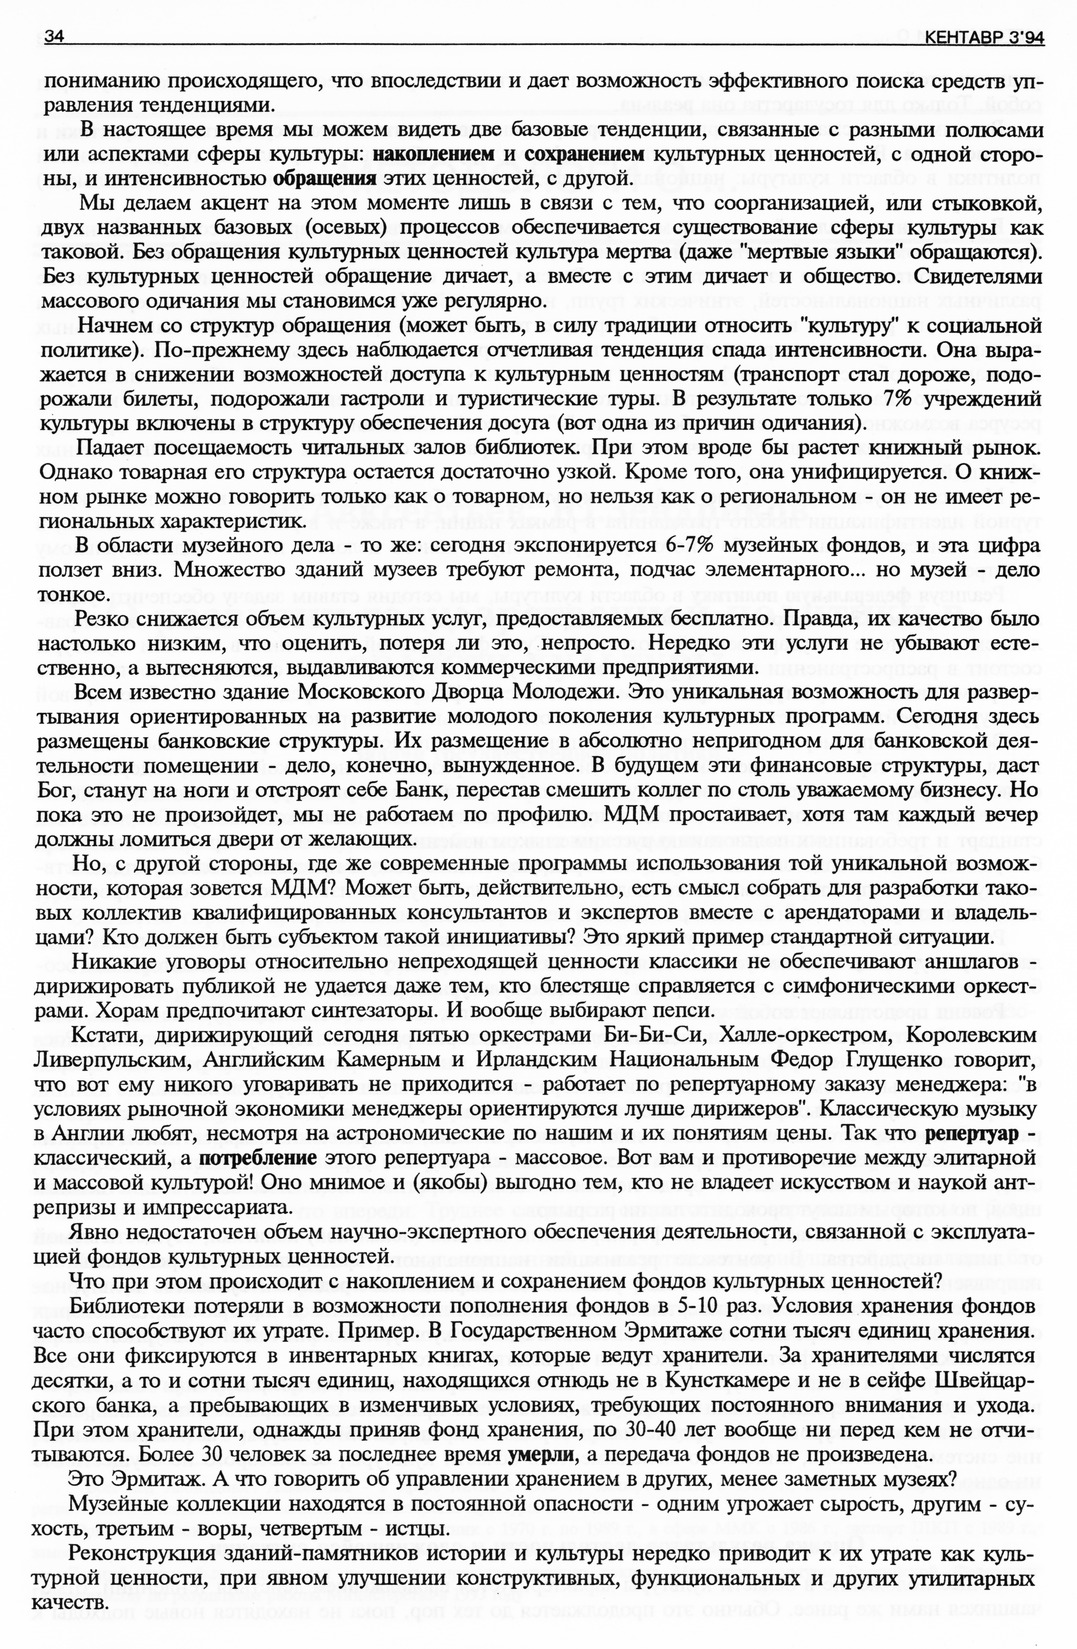 34 КЕНТАВР 3'94
пониманию происходящего, что впоследствии и дает возможность эффективного поиска средств уп-
равления тенденциями.
В настоящее время мы можем видеть две базовые тенденции, связанные с разными полюсами
или аспектами сферы культуры: накоплением и сохранением культурных ценностей, с одной сторо-
ны, и интенсивностью обращения этих ценностей, с другой.
Мы делаем акцент на этом моменте лишь в связи с тем, что соорганизацией, или стыковкой,
двух названных базовых (осевых) процессов обеспечивается существование сферы культуры как
таковой. Без обращения культурных ценностей культура мертва (даже "мертвые языки" обращаются).
Без культурных ценностей обращение дичает, а вместе с этим дичает и общество. Свидетелями
массового одичания мы становимся уже регулярно.
Начнем со структур обращения (может быть, в силу традиции относить "культуру" к социальной
политике). По-прежнему здесь наблюдается отчетливая тенденция спада интенсивности. Она выра-
жается в снижении возможностей доступа к культурным ценностям (транспорт стал дороже, подо-
рожали билеты, подорожали гастроли и туристические туры. В результате только 7% учреждений
культуры включены в структуру обеспечения досуга (вот одна из причин одичания).
Падает посещаемость читальных залов библиотек. При этом вроде бы растет книжный рынок.
Однако товарная его структура остается достаточно узкой. Кроме того, она унифицируется. О книж-
ном рынке можно говорить только как о товарном, но нельзя как о региональном - он не имеет ре-
гиональных характеристик.
В области музейного дела - то же: сегодня экспонируется 6-7% музейных фондов, и эта цифра
ползет вниз. Множество зданий музеев требуют ремонта, подчас элементарного... но музей - дело
тонкое.
Резко снижается объем культурных услуг, предоставляемых бесплатно. Правда, их качество было
настолько низким, что оценить, потеря ли это, непросто. Нередко эти услуги не убывают есте-
ственно, а вытесняются, выдавливаются коммерческими предприятиями.
Всем известно здание Московского Дворца Молодежи. Это уникальная возможность для развер-
тывания ориентированных на развитие молодого поколения культурных программ. Сегодня здесь
размещены банковские структуры. Их размещение в абсолютно непригодном для банковской дея-
тельности помещении - дело, конечно, вынужденное. В будущем эти финансовые структуры, даст
Бог, станут на ноги и отстроят себе Банк, перестав смешить коллег по столь уважаемому бизнесу. Но
пока это не произойдет, мы не работаем по профилю. МДМ простаивает, хотя там каждый вечер
должны ломиться двери от желающих.
Но, с другой стороны, где же современные программы использования той уникальной возмож-
ности, которая зовется МДМ? Может быть, действительно, есть смысл собрать для разработки тако-
вых коллектив квалифицированных консультантов и экспертов вместе с арендаторами и владель-
цами? Кто должен быть субъектом такой инициативы? Это яркий пример стандартной ситуации.
Никакие уговоры относительно непреходящей ценности классики не обеспечивают аншлагов -
дирижировать публикой не удается даже тем, кто блестяще справляется с симфоническими оркест-
рами. Хорам предпочитают синтезаторы. И вообще выбирают пепси.
Кстати, дирижирующий сегодня пятью оркестрами Би-Би-Си, Халле-оркестром, Королевским
Ливерпульским, Английским Камерным и Ирландским Национальным Федор Глущенко говорит,
что вот ему никого уговаривать не приходится - работает по репертуарному заказу менеджера: "в
условиях рыночной экономики менеджеры ориентируются лучше дирижеров". Классическую музыку
в Англии любят, несмотря на астрономические по нашим и их понятиям цены. Так что репертуар -
классический, а потребление этого репертуара - массовое. Вот вам и противоречие между элитарной
и массовой культурой! Оно мнимое и (якобы) выгодно тем, кто не владеет искусством и наукой ант-
репризы и импрессариата.
Явно недостаточен объем научно-экспертного обеспечения деятельности, связанной с эксплуата-
цией фондов культурных ценностей.
Что при этом происходит с накоплением и сохранением фондов культурных ценностей?
Библиотеки потеряли в возможности пополнения фондов в 5-10 раз. Условия хранения фондов
часто способствуют их утрате. Пример. В Государственном Эрмитаже сотни тысяч единиц хранения.
Все они фиксируются в инвентарных книгах, которые ведут хранители. За хранителями числятся
десятки, а то и сотни тысяч единиц, находящихся отнюдь не в Кунсткамере и не в сейфе Швейцар-
ского банка, а пребывающих в изменчивых условиях, требующих постоянного внимания и ухода.
При этом хранители, однажды приняв фонд хранения, по 30-40 лет вообще ни перед кем не отчи-
тываются. Более 30 человек за последнее время умерли, а передача фондов не произведена.
Это Эрмитаж. А что говорить об управлении хранением в других, менее заметных музеях?
Музейные коллекции находятся в постоянной опасности - одним угрожает сырость, другим - су-
хость, третьим - воры, четвертым - истцы.
Реконструкция зданий-памятников истории и культуры нередко приводит к их утрате как куль-
турной ценности, при явном улучшении конструктивных, функциональных и других утилитарных
качеств.